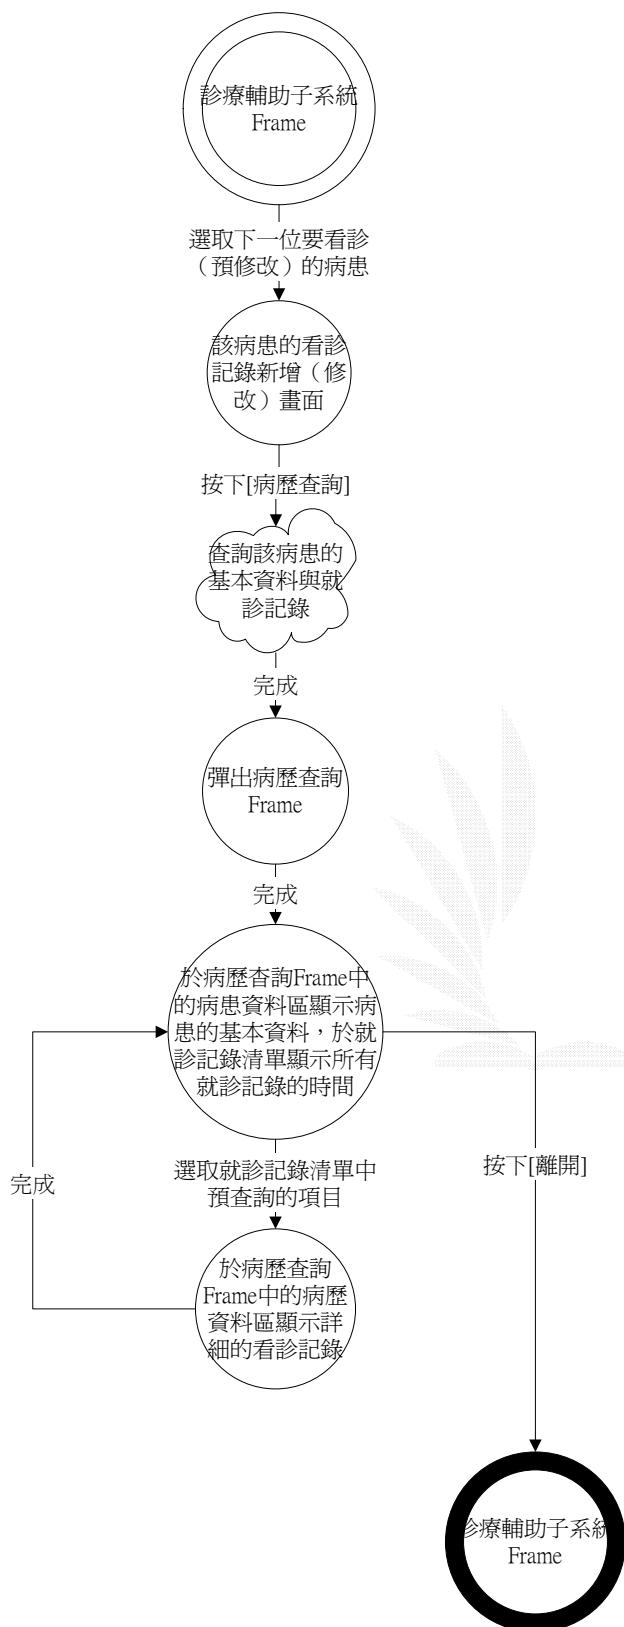 診療輔助子系統
Frame
選取下一位要看診
（預修改）的病患
該病患的看診
記錄新增（修
改）畫面
按下[病歷查詢]
查詢該病患的
基本資料與就
診記錄
完成
彈出病歷查詢
Frame
完成
於病歷查詢Frame中
的病患資料區顯示病
患的基本資料，於就
診記錄清單顯示所有
就診記錄的時間
選取就診記錄清單中
預查詢的項目
完成
按下[離開]
於病歷查詢
Frame中的病歷
資料區顯示詳
細的看診記錄
診療輔助子系統
Frame